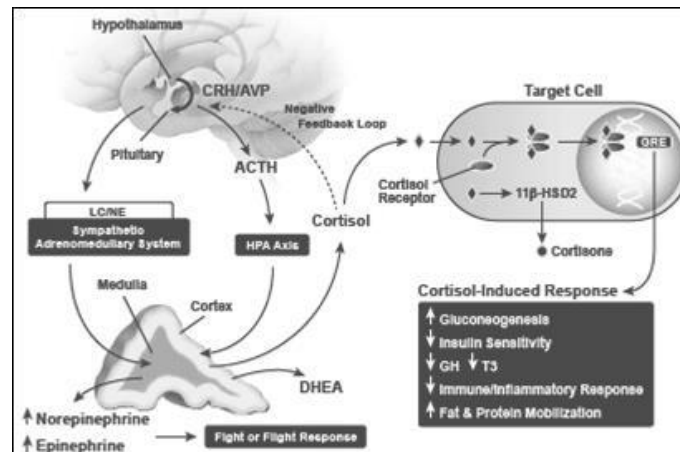 Hypothalamus
CRH/AVP
Negative
Feedback Loop
Pituitary
ACTH
LC/NE
Sympathetic
Adrenomedullary System
HPA Axis
Cortisol
Medulla
Cortex
DHEA
↑ Norepinephrine
↑ Epinephrine
Fight or Flight Response
Target Cell
GRE
Cortisol
Receptor
11β-HSD2
Cortisone
Cortisol-Induced Response
↑ Gluconeogenesis
↓ Insulin Sensitivity
↓ GH ↓ T3
↓ Immune/Inflammatory Response
↑ Fat & Protein Mobilization